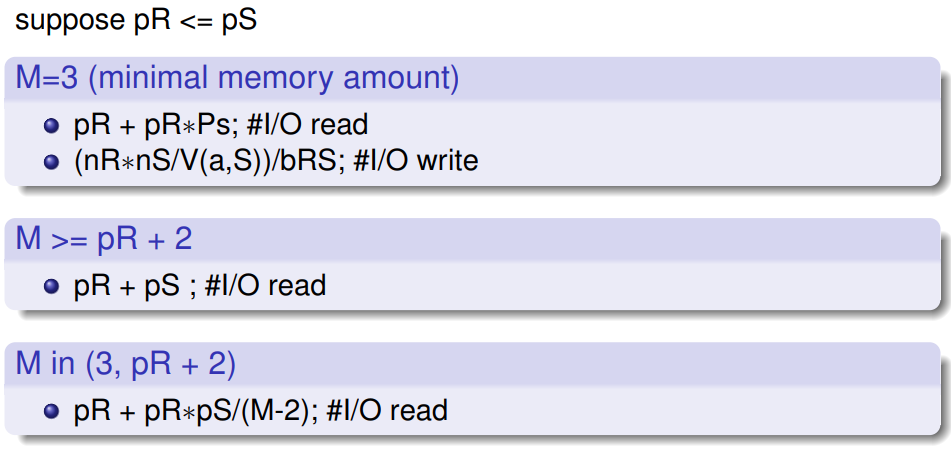 suppose pR <= pS
M=3 (minimal memory amount)
pR + pR*Ps; #I/O read
(nR*nS/V(a,S))/bRS; #I/O write
M >= pR + 2
pR + pS ; #I/O read
M in (3, pR + 2)
pR + pR*pS/(M-2); #I/O read